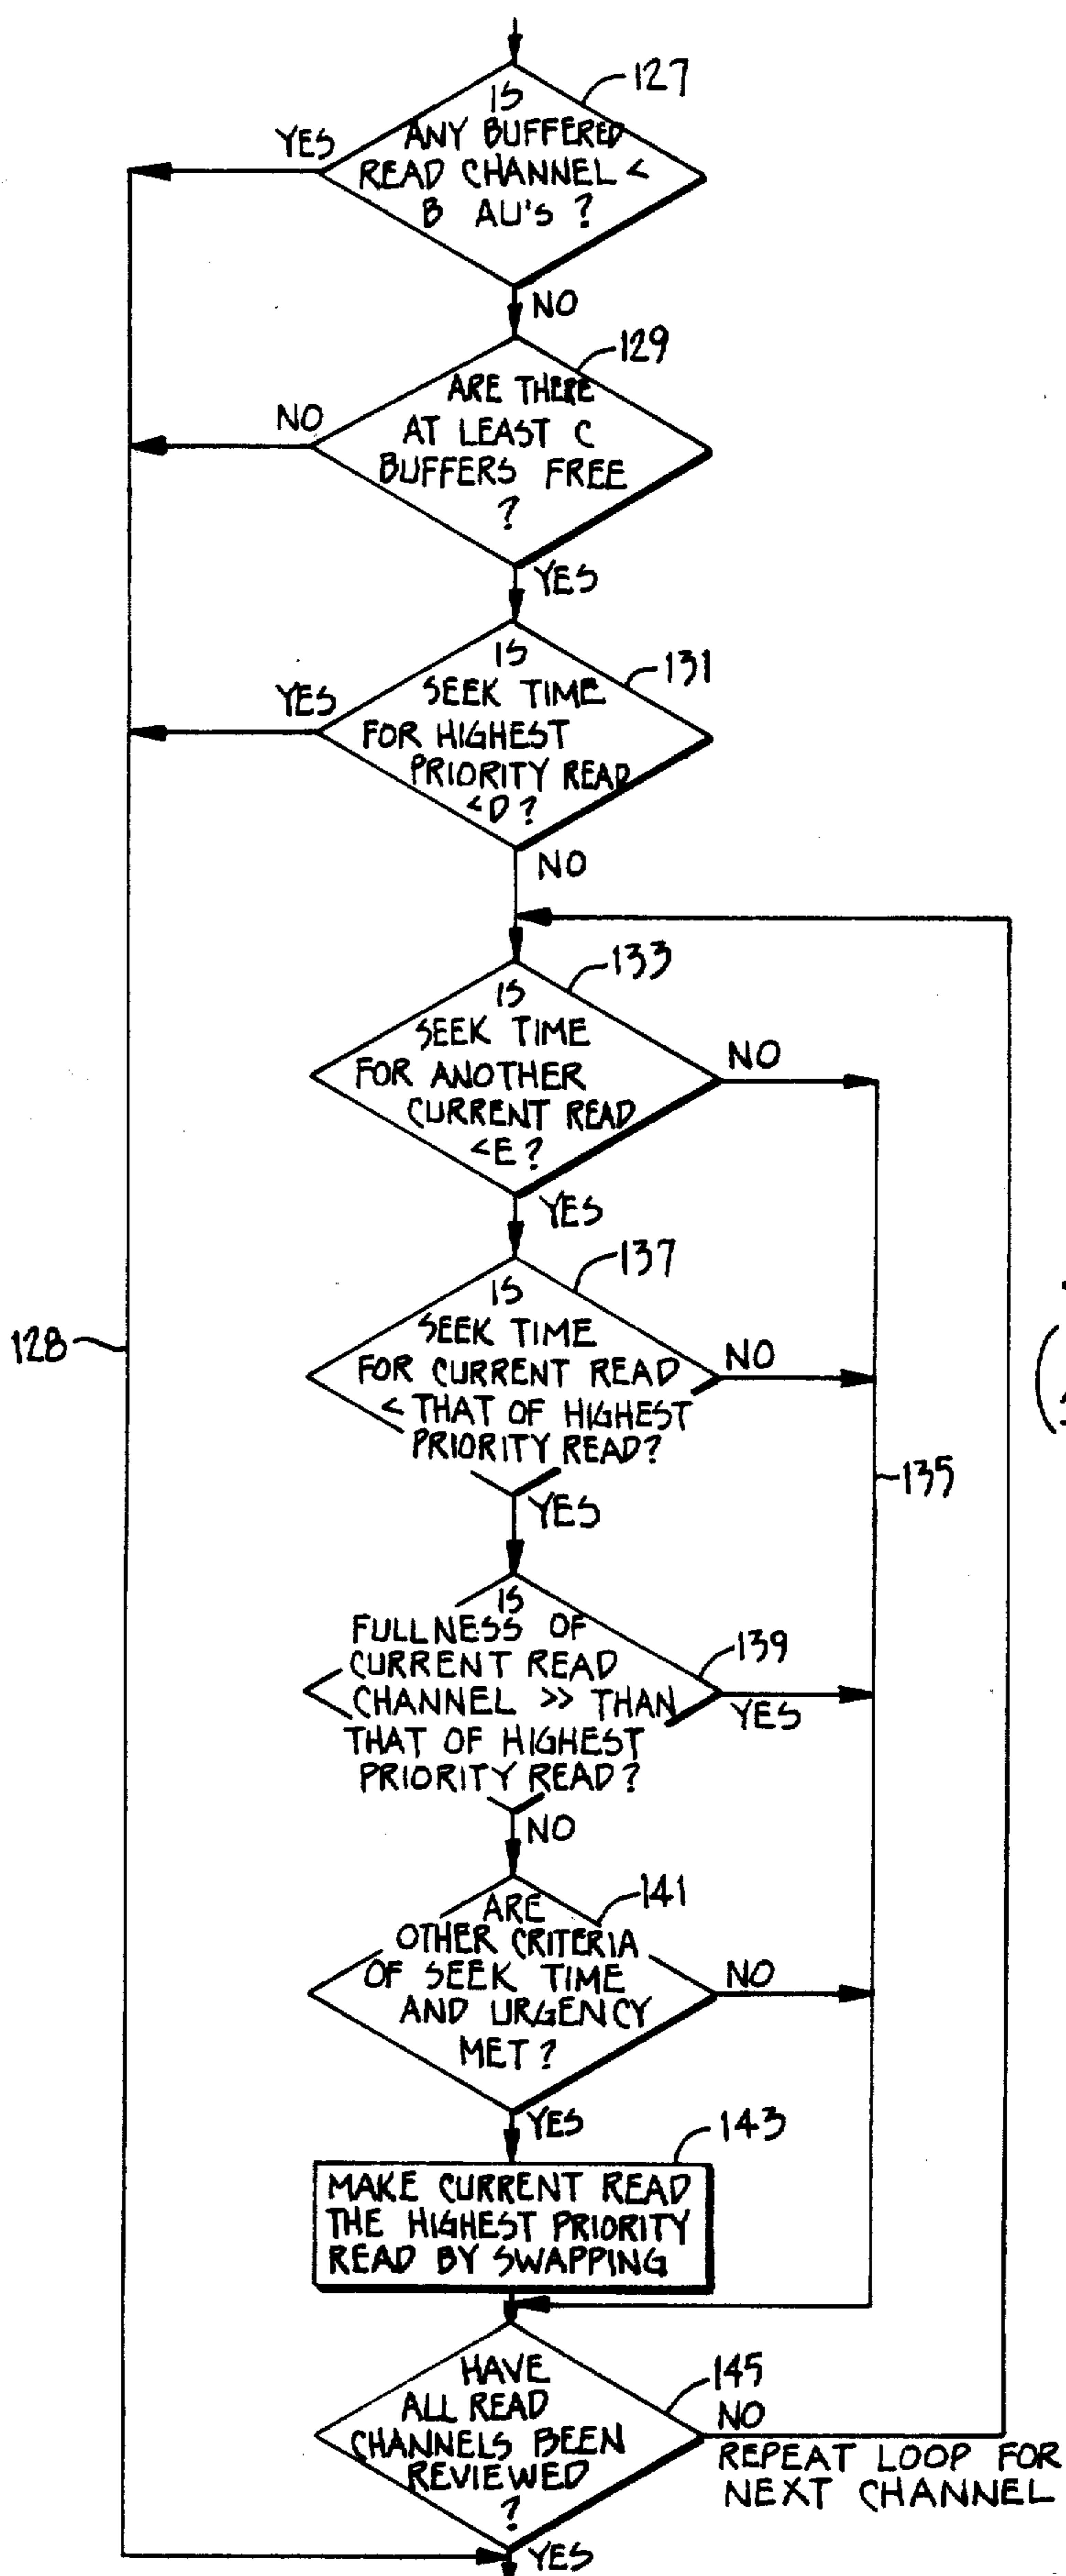 127
IS
ANY BUFFERED
READ CHANNEL <
B AU'S ?
YES
NO
129
ARE THERE
AT LEAST C
BUFFERS FREE
?
NO
YES
131
IS
SEEK TIME
FOR HIGHEST
PRIORITY READ
<D?
YES
NO
133
IS
SEEK TIME
FOR ANOTHER
CURRENT READ
<E?
NO
YES
137
IS
SEEK TIME
FOR CURRENT READ
< THAT OF HIGHEST
PRIORITY READ?
NO
128
135
YES
IS
FULLNESS OF
CURRENT READ
CHANNEL >> THAN
THAT OF HIGHEST
PRIORITY READ?
139
YES
NO
141
ARE
OTHER CRITERIA
OF SEEK TIME
AND URGENCY
MET?
NO
YES
143
MAKE CURRENT READ
THE HIGHEST PRIORITY
READ BY SWAPPING
HAVE
ALL READ
CHANNELS BEEN
REVIEWED
?
145
NO
REPEAT LOOP FOR
NEXT CHANNEL
YES